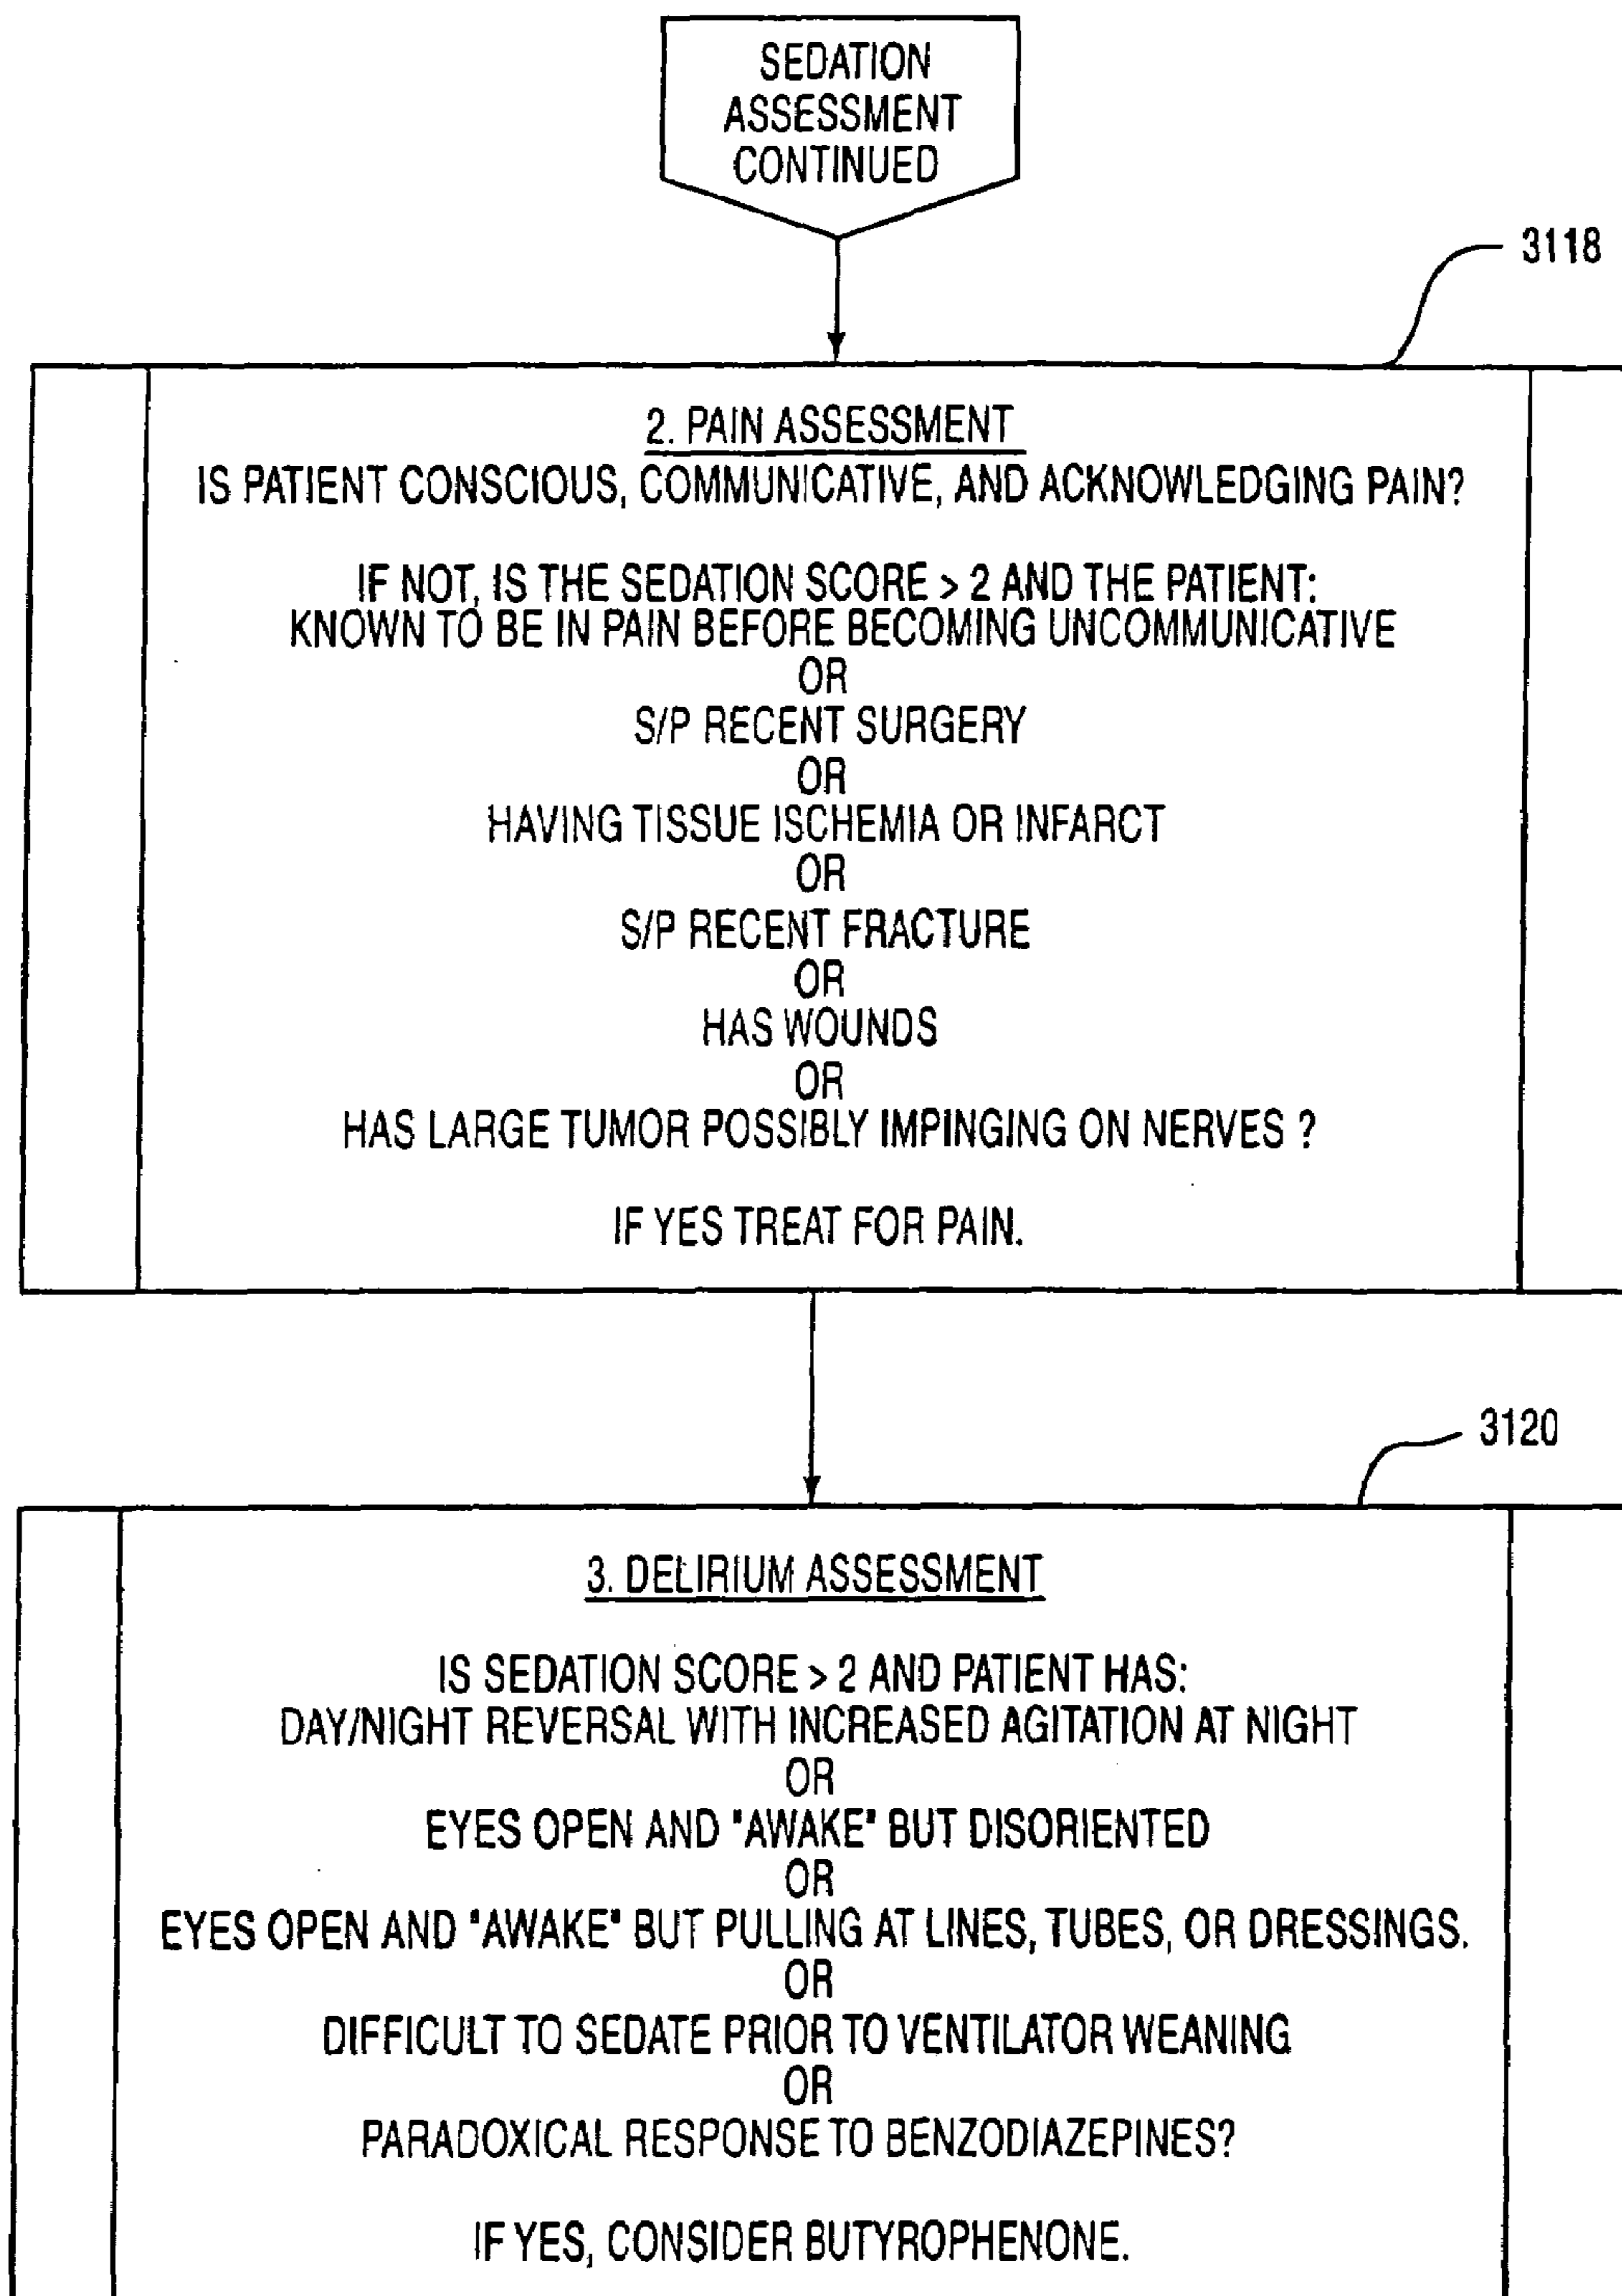 SEDATION
ASSESSMENT
CONTINUED
3118
2. PAIN ASSESSMENT
IS PATIENT CONSCIOUS, COMMUNICATIVE, AND ACKNOWLEDGING PAIN?
IF NOT, IS THE SEDATION SCORE > 2 AND THE PATIENT:
KNOWN TO BE IN PAIN BEFORE BECOMING UNCOMMUNICATIVE
OR
S/P RECENT SURGERY
OR
HAVING TISSUE ISCHEMIA OR INFARCT
OR
S/P RECENT FRACTURE
OR
HAS WOUNDS
OR
HAS LARGE TUMOR POSSIBLY IMPINGING ON NERVES ?
IF YES TREAT FOR PAIN.
3120
3. DELIRIUM ASSESSMENT
IS SEDATION SCORE > 2 AND PATIENT HAS:
DAY/NIGHT REVERSAL WITH INCREASED AGITATION AT NIGHT
OR
EYES OPEN AND "AWAKE" BUT DISORIENTED
OR
EYES OPEN AND "AWAKE" BUT PULLING AT LINES, TUBES, OR DRESSINGS.
OR
DIFFICULT TO SEDATE PRIOR TO VENTILATOR WEANING
OR
PARADOXICAL RESPONSE TO BENZODIAZEPINES?
IF YES, CONSIDER BUTYROPHENONE.